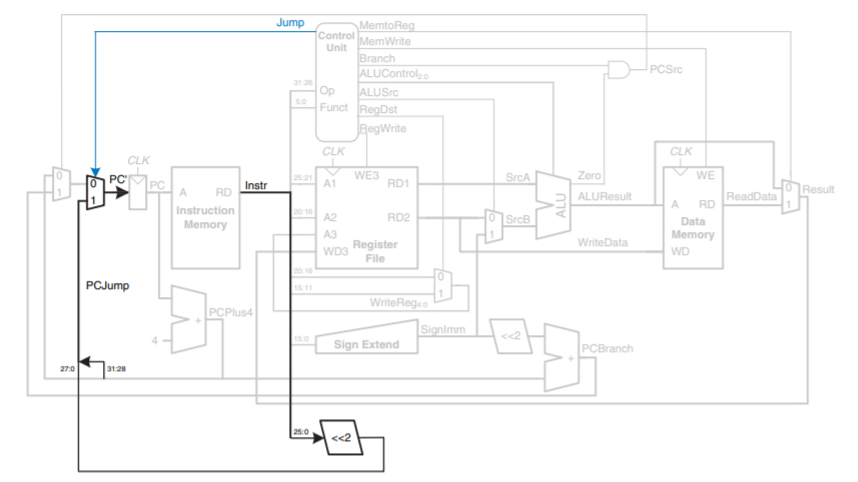 Jump
MemtoReg
Control
Unit
MemWrite
Branch
PCSrc
ALUControl2:0
31:26
Op
ALUSrc
5:0
Funct
RegDst
RegWrite
CLK
CLK
CLK
0
1
0
1
PC'
PC
A
RD
Instr
25:21
A1
WE3
RD1
SrcA
Zero
WE
0
1
Result
Instruction
Memory
20:16
A2
RD2
0
1
SrcB
ALU
ALUResult
A
RD
ReadData
Data
Memory
A3
Register
File
WD3
WriteData
WD
20:16
0
PCJump
15:11
1
WriteReg4:0
PCPlus4
+
4
15:0
Sign Extend
SignImm
<<2
+
PCBranch
27:0
31:28
25:0
<<2